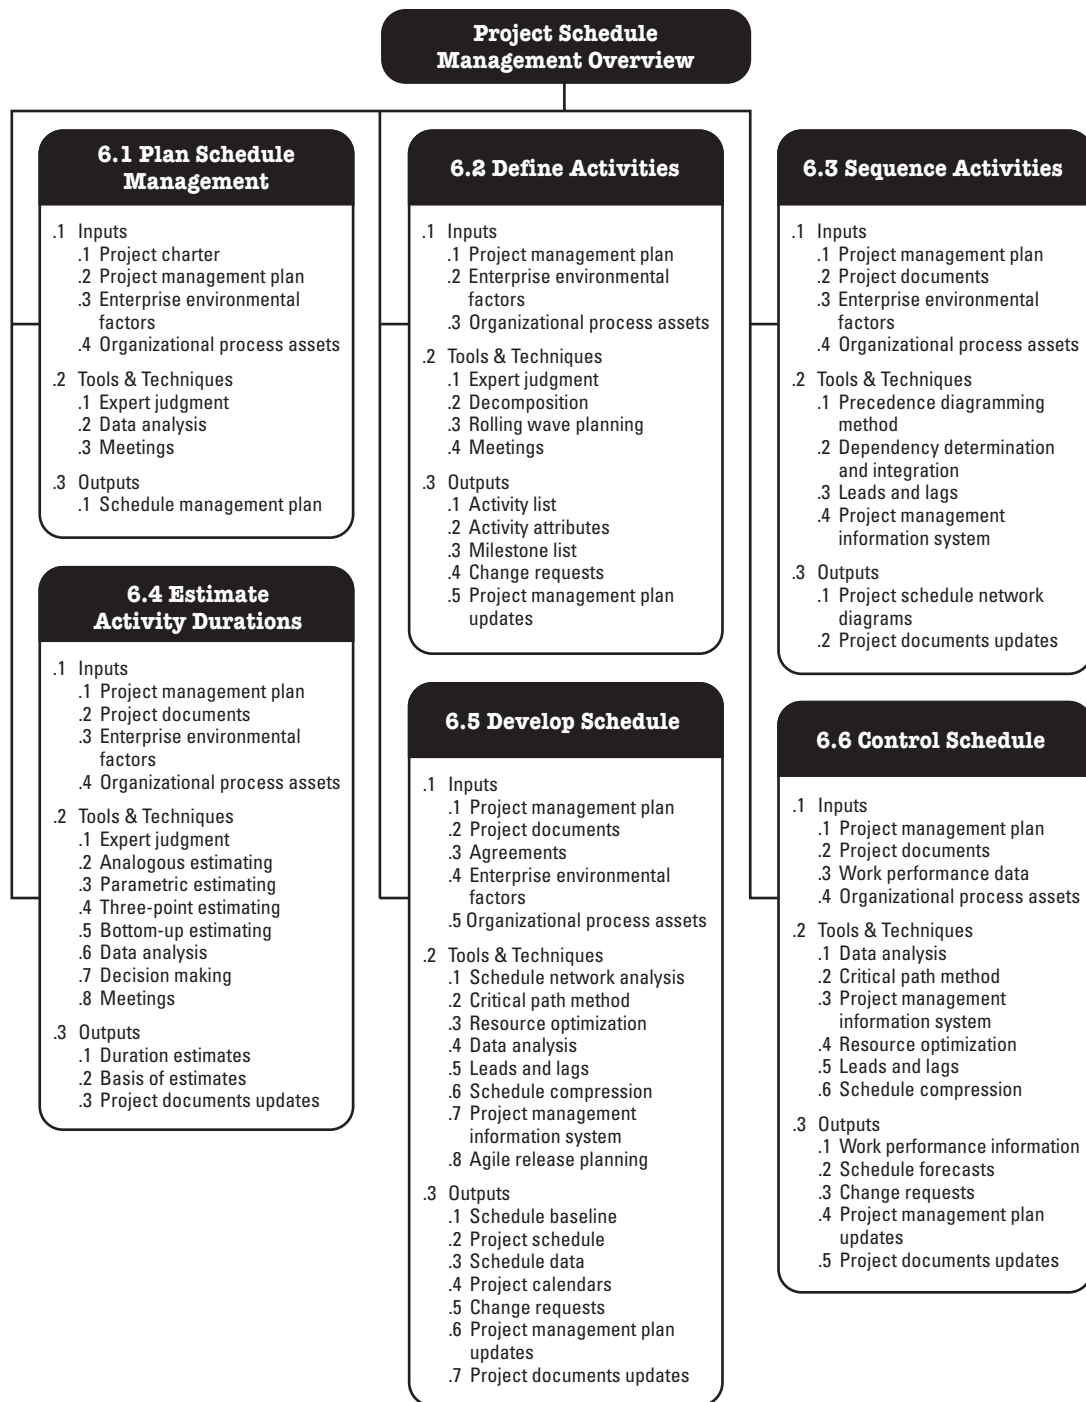 Project Schedule
Management Overview
6.1 Plan Schedule
Management
.1 Inputs
.1 Project charter
.2 Project management plan
.3 Enterprise environmental
factors
.4 Organizational process assets
.2 Tools & Techniques
.1 Expert judgment
.2 Data analysis
.3 Meetings
.3 Outputs
.1 Schedule management plan
6.2 Define Activities
.1 Inputs
.1 Project management plan
.2 Enterprise environmental
factors
.3 Organizational process assets
.2 Tools & Techniques
.1 Expert judgment
.2 Decomposition
.3 Rolling wave planning
.4 Meetings
.3 Outputs
.1 Activity list
.2 Activity attributes
.3 Milestone list
.4 Change requests
.5 Project management plan
updates
6.3 Sequence Activities
.1 Inputs
.1 Project management plan
.2 Project documents
.3 Enterprise environmental
factors
.4 Organizational process assets
.2 Tools & Techniques
.1 Precedence diagramming
method
.2 Dependency determination
and integration
.3 Leads and lags
.4 Project management
information system
.3 Outputs
.1 Project schedule network
diagrams
.2 Project documents updates
6.4 Estimate
Activity Durations
.1 Inputs
.1 Project management plan
.2 Project documents
.3 Enterprise environmental
factors
.4 Organizational process assets
.2 Tools & Techniques
.1 Expert judgment
.2 Analogous estimating
.3 Parametric estimating
.4 Three-point estimating
.5 Bottom-up estimating
.6 Data analysis
.7 Decision making
.8 Meetings
.3 Outputs
.1 Duration estimates
.2 Basis of estimates
.3 Project documents updates
6.5 Develop Schedule
.1 Inputs
.1 Project management plan
.2 Project documents
.3 Agreements
.4 Enterprise environmental
factors
.5 Organizational process assets
.2 Tools & Techniques
.1 Schedule network analysis
.2 Critical path method
.3 Resource optimization
.4 Data analysis
.5 Leads and lags
.6 Schedule compression
.7 Project management
information system
.8 Agile release planning
.3 Outputs
.1 Schedule baseline
.2 Project schedule
.3 Schedule data
.4 Project calendars
.5 Change requests
.6 Project management plan
updates
.7 Project documents updates
6.6 Control Schedule
.1 Inputs
.1 Project management plan
.2 Project documents
.3 Work performance data
.4 Organizational process assets
.2 Tools & Techniques
.1 Data analysis
.2 Critical path method
.3 Project management
information system
.4 Resource optimization
.5 Leads and lags
.6 Schedule compression
.3 Outputs
.1 Work performance information
.2 Schedule forecasts
.3 Change requests
.4 Project management plan
updates
.5 Project documents updates